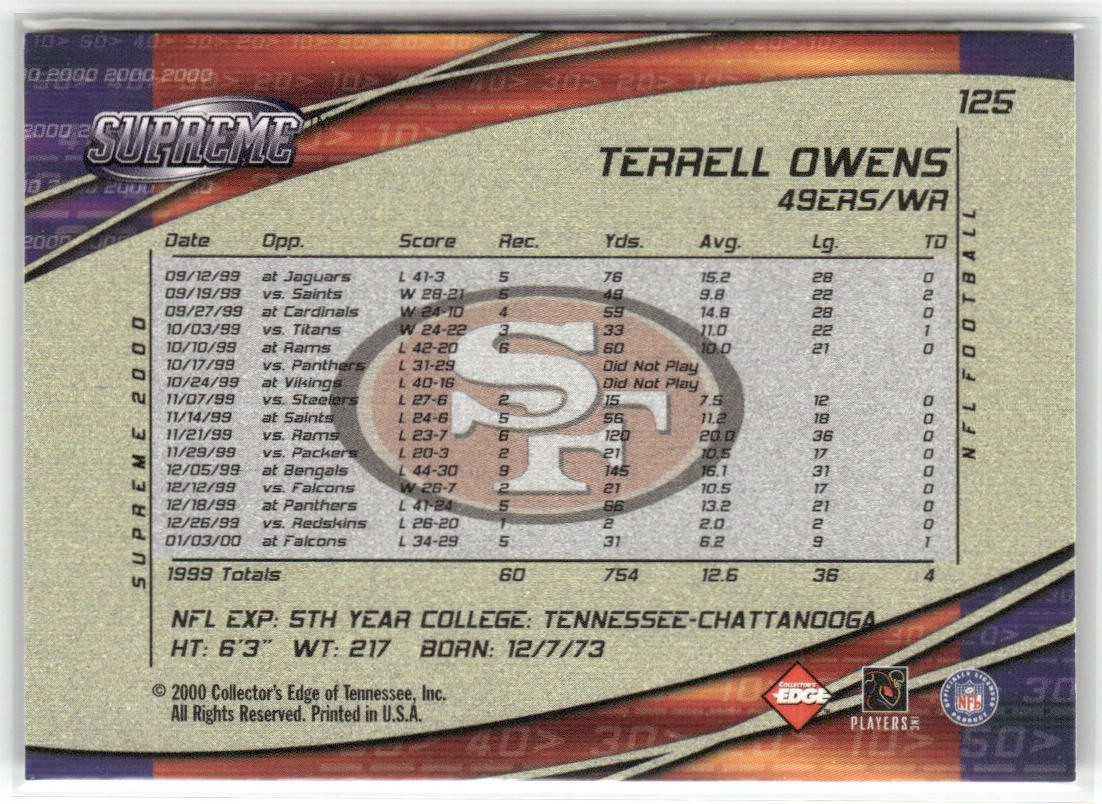 125
SUPREME
TERRELL OWENS
49ERS/WR
Date Opp. Score Rec. Yds. Avg. Lg. TD
09/12/99 at Jaguars L 41-3 5 76 15.2 28 0
09/19/99 vs. Saints W 28-21 5 49 9.8 22 2
09/27/99 at Cardinals W 24-10 4 59 14.8 28 0
10/03/99 vs. Titans W 24-22 3 33 11.0 22 1
10/10/99 at Rams L 42-20 6 60 10.0 21 0
10/17/99 vs. Panthers L 31-29 Did Not Play
10/24/99 at Vikings L 40-16 Did Not Play
11/07/99 vs. Steelers L 27-6 2 15 7.5 12 0
11/14/99 at Saints L 24-6 5 56 11.2 18 0
11/21/99 vs. Rams L 23-7 6 120 20.0 36 0
11/29/99 vs. Packers L 20-3 2 21 10.5 17 0
12/05/99 at Bengals L 44-30 9 145 16.1 31 0
12/12/99 vs. Falcons W 26-7 2 21 10.5 17 0
12/18/99 at Panthers L 41-24 5 66 13.2 21 0
12/26/99 vs. Redskins L 26-20 1 2 2.0 2 0
01/03/00 at Falcons L 34-29 5 31 6.2 9 1
1999 Totals 60 754 12.6 36 4
SUPREME 2000
NFL FOOTBALL
SF
NFL EXP: 5TH YEAR COLLEGE: TENNESSEE-CHATTANOOGA
HT: 6'3" WT: 217 BORN: 12/7/73
© 2000 Collector's Edge of Tennessee, Inc.
All Rights Reserved. Printed in U.S.A.
COLLECTOR'S
EDGE
PLAYERS INC
OFFICIALLY LICENSED
NFL
PRODUCT